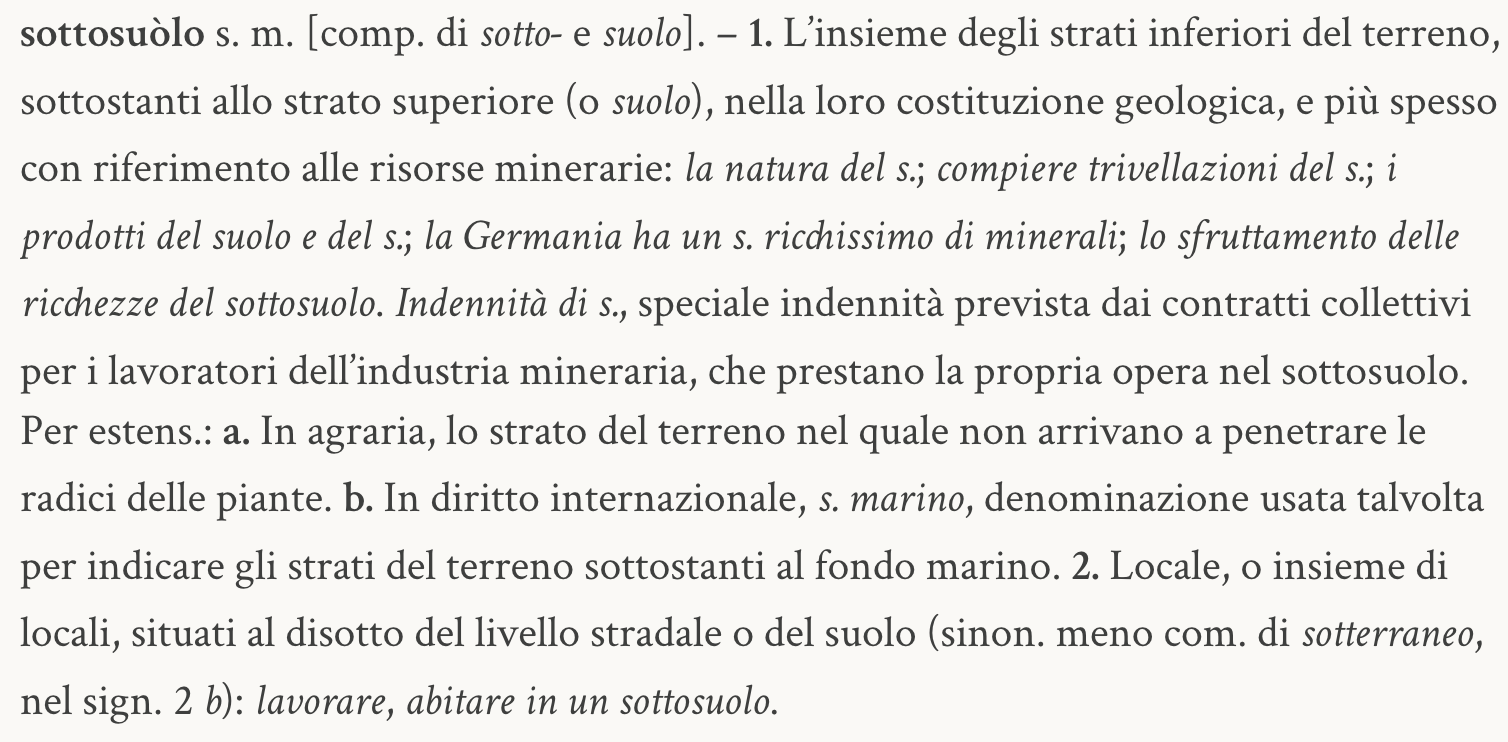 sottosuòlo s. m. [comp. di sotto- e suolo]. – 1. L’insieme degli strati inferiori del terreno,
sottostanti allo strato superiore (o suolo), nella loro costituzione geologica, e più spesso
con riferimento alle risorse minerarie: la natura del s.; compiere trivellazioni del s.; i
prodotti del suolo e del s.; la Germania ha un s. ricchissimo di minerali; lo sfruttamento delle
ricchezze del sottosuolo. Indennità di s., speciale indennità prevista dai contratti collettivi
per i lavoratori dell’industria mineraria, che prestano la propria opera nel sottosuolo.
Per estens.: a. In agraria, lo strato del terreno nel quale non arrivano a penetrare le
radici delle piante. b. In diritto internazionale, s. marino, denominazione usata talvolta
per indicare gli strati del terreno sottostanti al fondo marino. 2. Locale, o insieme di
locali, situati al disotto del livello stradale o del suolo (sinon. meno com. di sotterraneo,
nel sign. 2 b): lavorare, abitare in un sottosuolo.